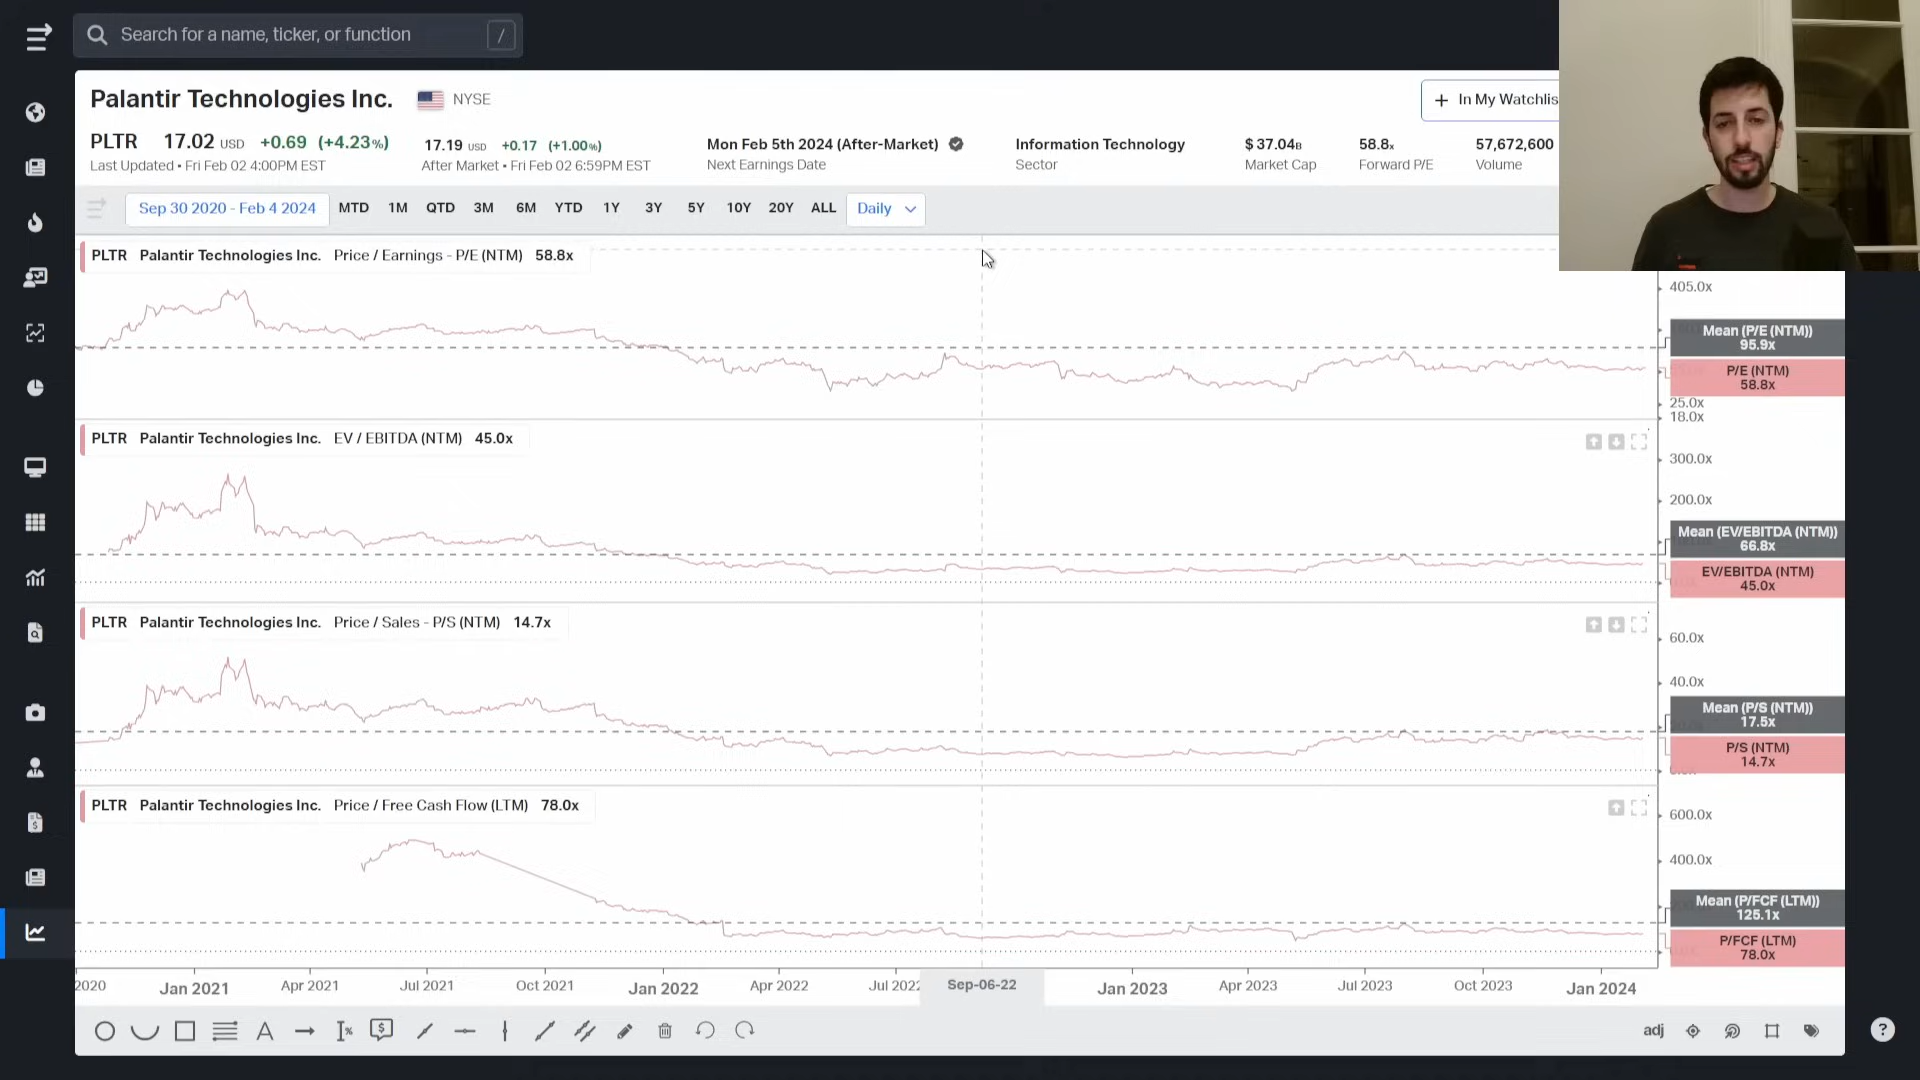 Search for a name, ticker, or function /
Palantir Technologies Inc. NYSE
+ In My Watchlis
PLTR 17.02 USD +0.69 (+4.23%)
Last Updated • Fri Feb 02 4:00PM EST
17.19 USD +0.17 (+1.00%)
After Market • Fri Feb 02 6:59PM EST
Mon Feb 5th 2024 (After-Market)
Next Earnings Date
Information Technology
Sector
$ 37.04B
Market Cap
58.8x
Forward P/E
57,672,600
Volume
Sep 30 2020 - Feb 4 2024 MTD 1M QTD 3M 6M YTD 1Y 3Y 5Y 10Y 20Y ALL Daily
PLTR Palantir Technologies Inc. Price / Earnings - P/E (NTM) 58.8x
405.0x
Mean (P/E (NTM))
95.9x
P/E (NTM)
58.8x
25.0x
18.0x
PLTR Palantir Technologies Inc. EV / EBITDA (NTM) 45.0x
300.0x
200.0x
Mean (EV/EBITDA (NTM))
66.8x
EV/EBITDA (NTM)
45.0x
PLTR Palantir Technologies Inc. Price / Sales - P/S (NTM) 14.7x
60.0x
40.0x
Mean (P/S (NTM))
17.5x
P/S (NTM)
14.7x
PLTR Palantir Technologies Inc. Price / Free Cash Flow (LTM) 78.0x
600.0x
400.0x
Mean (P/FCF (LTM))
125.1x
P/FCF (LTM)
78.0x
2020 Jan 2021 Apr 2021 Jul 2021 Oct 2021 Jan 2022 Apr 2022 Jul 2022 Sep-06-22 Jan 2023 Apr 2023 Jul 2023 Oct 2023 Jan 2024
A % $ adj ?